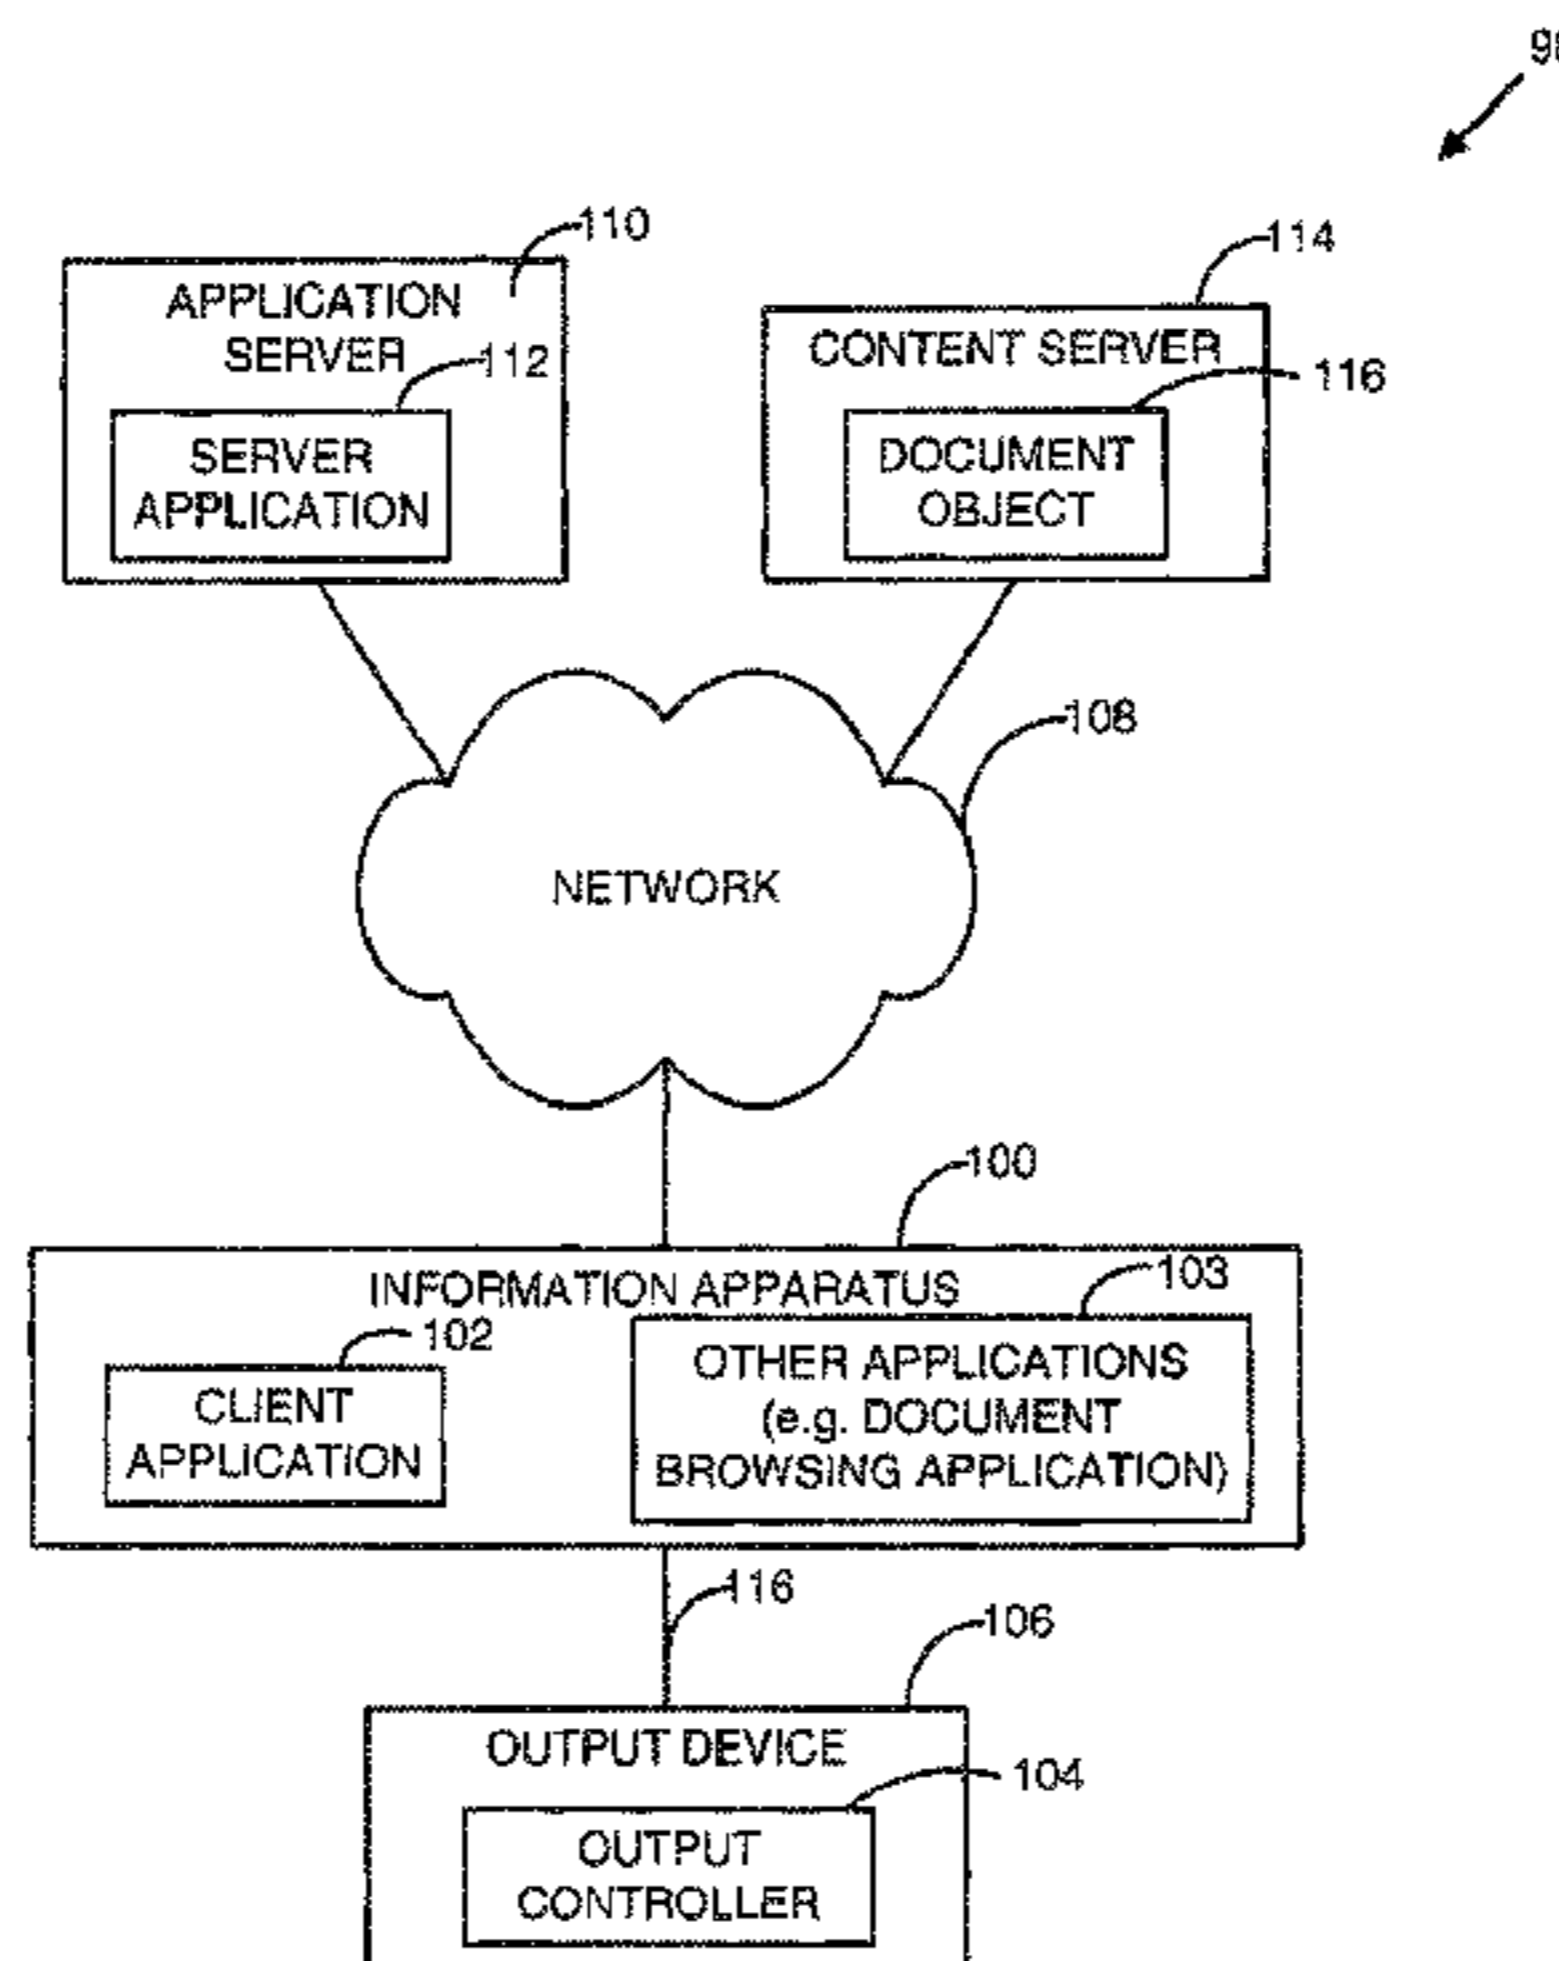 110
APPLICATION
SERVER
112
SERVER
APPLICATION
114
CONTENT SERVER
116
DOCUMENT
OBJECT
108
NETWORK
100
INFORMATION APPARATUS
102
CLIENT
APPLICATION
103
OTHER APPLICATIONS
(e.g. DOCUMENT
BROWSING APPLICATION)
116
106
OUTPUT DEVICE
104
OUTPUT
CONTROLLER